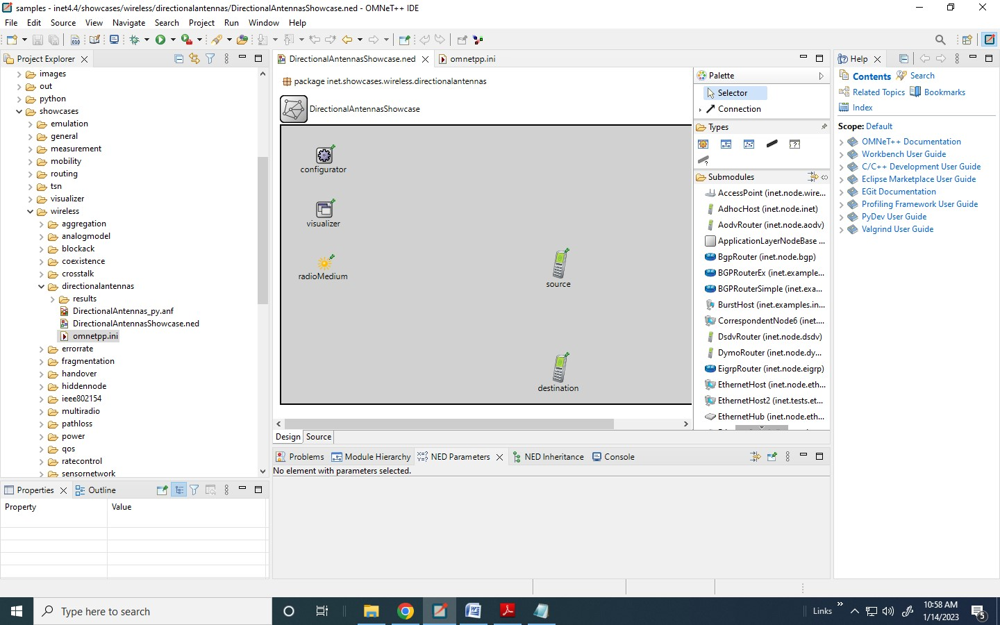 samples - inet4.4/showcases/wireless/directionalantennas/DirectionalAntennasShowcase.ned - OMNeT++ IDE
File Edit Source View Navigate Search Project Run Window Help
Project Explorer
images
out
python
showcases
emulation
general
measurement
mobility
routing
tsn
visualizer
wireless
aggregation
analogmodel
blockack
coexistence
crosstalk
directionalantennas
results
DirectionalAntennas_py.anf
DirectionalAntennasShowcase.ned
omnetpp.ini
errorrate
fragmentation
handover
hiddennode
ieee802154
multiradio
pathloss
power
qos
ratecontrol
sensornetwork
Properties Outline
Property Value
DirectionalAntennasShowcase.ned omnetpp.ini
package inet.showcases.wireless.directionalantennas
DirectionalAntennasShowcase
configurator
visualizer
radioMedium
source
destination
Design Source
Palette
Selector
Connection
Types
Submodules
AccessPoint (inet.node.wire...
AdhocHost (inet.node.inet)
AodvRouter (inet.node.aodv)
ApplicationLayerNodeBase ...
BgpRouter (inet.node.bgp)
BGPRouterEx (inet.example...
BGPRouterSimple (inet.exa...
BurstHost (inet.examples.in...
CorrespondentNode6 (inet....
DsdvRouter (inet.node.dsdv)
DymoRouter (inet.node.dy...
EigrpRouter (inet.node.eigrp)
EthernetHost (inet.node.eth...
EthernetHost2 (inet.tests.et...
EthernetHub (inet.node.eth...
Problems Module Hierarchy NED Parameters NED Inheritance Console
No element with parameters selected.
Help
Contents Search
Related Topics Bookmarks
Index
Scope: Default
OMNeT++ Documentation
Workbench User Guide
C/C++ Development User Guide
Eclipse Marketplace User Guide
EGit Documentation
Profiling Framework User Guide
PyDev User Guide
Valgrind User Guide
Type here to search
Links
10:58 AM
1/14/2023
5